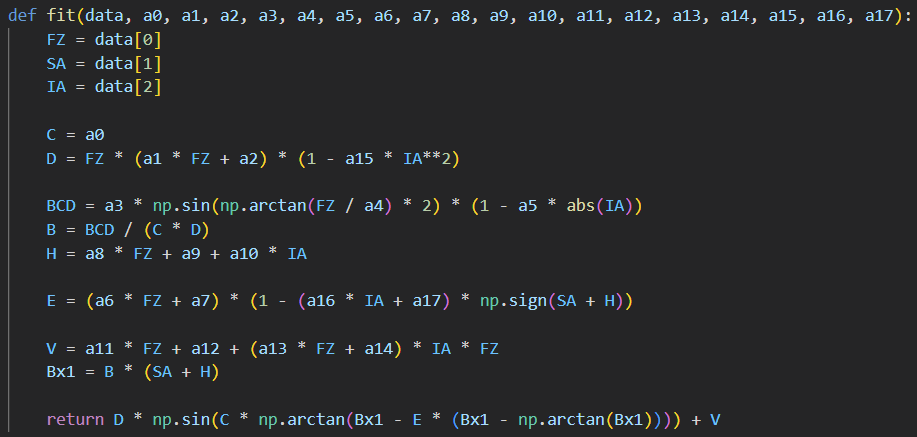 def fit(data, a0, a1, a2, a3, a4, a5, a6, a7, a8, a9, a10, a11, a12, a13, a14, a15, a16, a17):
FZ = data[0]
SA = data[1]
IA = data[2]
C = a0
D = FZ * (a1 * FZ + a2) * (1 - a15 * IA**2)
BCD = a3 * np.sin(np.arctan(FZ / a4) * 2) * (1 - a5 * abs(IA))
B = BCD / (C * D)
H = a8 * FZ + a9 + a10 * IA
E = (a6 * FZ + a7) * (1 - (a16 * IA + a17) * np.sign(SA + H))
V = a11 * FZ + a12 + (a13 * FZ + a14) * IA * FZ
Bx1 = B * (SA + H)
return D * np.sin(C * np.arctan(Bx1 - E * (Bx1 - np.arctan(Bx1)))) + V